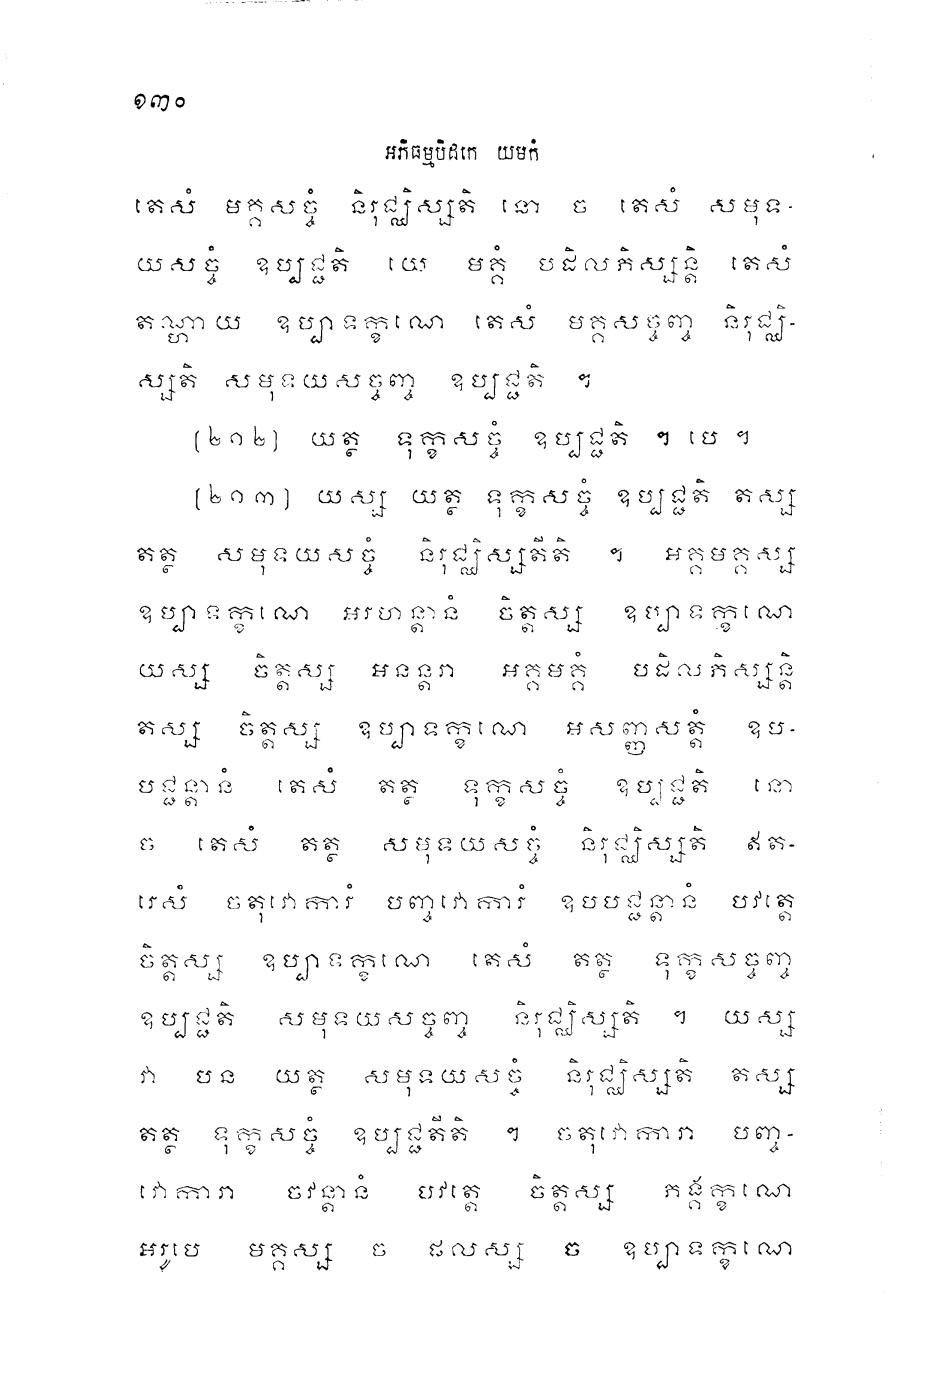 ១៣០
អភិធម្មបិដកេ យមកំ
តេសំ មគ្គសច្ចំ និរុជ្ឈិស្សតិ នោ ច តេសំ សមុទ-
យសច្ចំ ឧប្បជ្ជតិ យេ មគ្គំ បដិលភិស្សន្តិ តេសំ
តណ្ហាយ ឧប្បាទក្ខណេ តេសំ មគ្គសច្ចញ្ច និរុជ្ឈិ-
ស្សតិ សមុទយសច្ចញ្ច ឧប្បជ្ជតិ ។
(២១២) យត្ថ ទុក្ខសច្ចំ ឧប្បជ្ជតិ ។ បេ ។
(២១៣) យស្ស យត្ថ ទុក្ខសច្ចំ ឧប្បជ្ជតិ តស្ស
តត្ថ សមុទយសច្ចំ និរុជ្ឈិស្សតីតិ ។ អគ្គមគ្គស្ស
ឧប្បាទក្ខណេ អរហន្តានំ ចិត្តស្ស ឧប្បាទក្ខណេ
យស្ស ចិត្តស្ស អនន្តរា អគ្គមគ្គំ បដិលភិស្សន្តិ
តស្ស ចិត្តស្ស ឧប្បាទក្ខណេ អសញ្ញសត្តំ ឧប-
បជ្ជន្តានំ តេសំ តត្ថ ទុក្ខសច្ចំ ឧប្បជ្ជតិ នោ
ច តេសំ តត្ថ សមុទយសច្ចំ និរុជ្ឈិស្សតិ ឥត-
រេសំ ចតុវោការំ បញ្ចវោការំ ឧបបជ្ជន្តានំ បវត្តេ
ចិត្តស្ស ឧប្បាទក្ខណេ តេសំ តត្ថ ទុក្ខសច្ចញ្ច
ឧប្បជ្ជតិ សមុទយសច្ចញ្ច និរុជ្ឈិស្សតិ ។ យស្ស
វា បន យត្ថ សមុទយសច្ចំ និរុជ្ឈិស្សតិ តស្ស
តត្ថ ទុក្ខសច្ចំ ឧប្បជ្ជតីតិ ។ ចតុវោការា បញ្ច-
វោការា ចវន្តានំ បវត្តេ ចិត្តស្ស ភង្គក្ខណេ
អរូបេ មគ្គស្ស ច ផលស្ស ច ឧប្បាទក្ខណេ